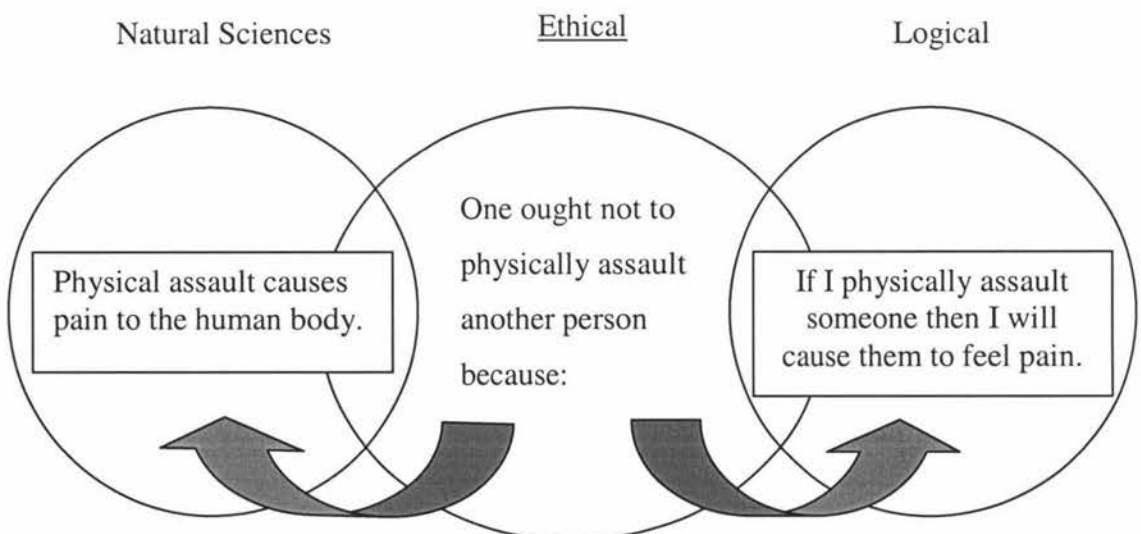 Natural Sciences
Ethical
Logical
Physical assault causes
pain to the human body.
One ought not to
physically assault
another person
because:
If I physically assault
someone then I will
cause them to feel pain.